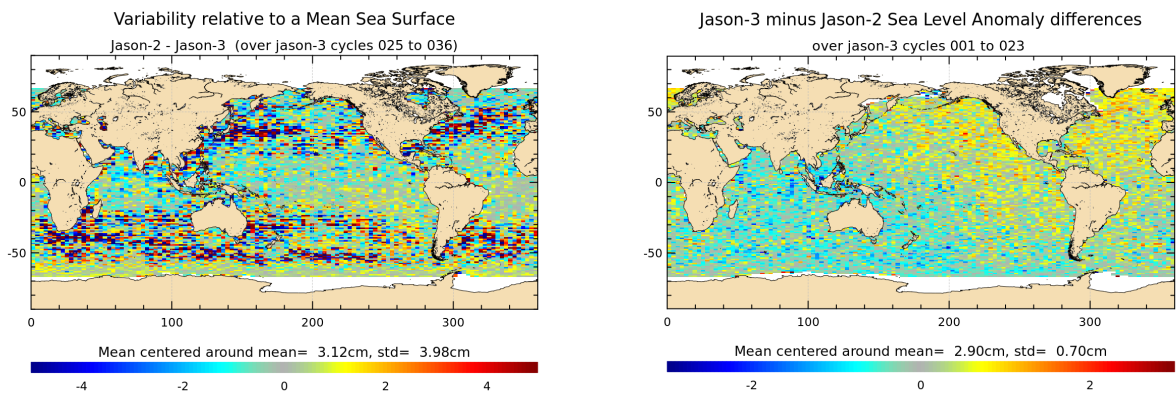 Variability relative to a Mean Sea Surface
Jason-2 - Jason-3 (over jason-3 cycles 025 to 036)
50
0
-50
0 100 200 300
Mean centered around mean= 3.12cm, std= 3.98cm
-4 -2 0 2 4
Jason-3 minus Jason-2 Sea Level Anomaly differences
over jason-3 cycles 001 to 023
50
0
-50
0 100 200 300
Mean centered around mean= 2.90cm, std= 0.70cm
-2 0 2